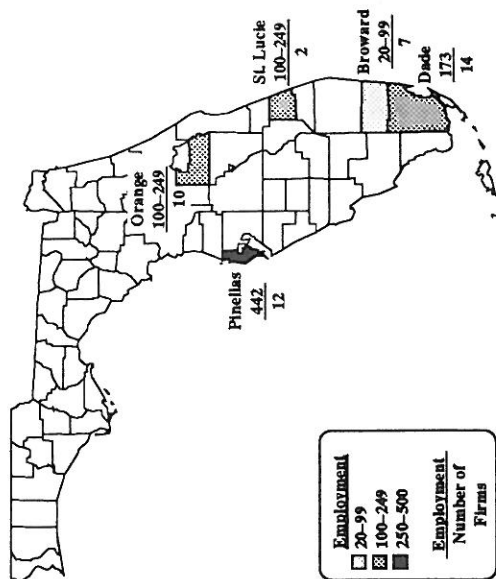 Orange
100–249
10
St. Lucie
100–249
2
Broward
20–99
7
Dade
173
14
Pinellas
442
12
Employment
20–99
100–249
250–500
Employment
Number of
Firms